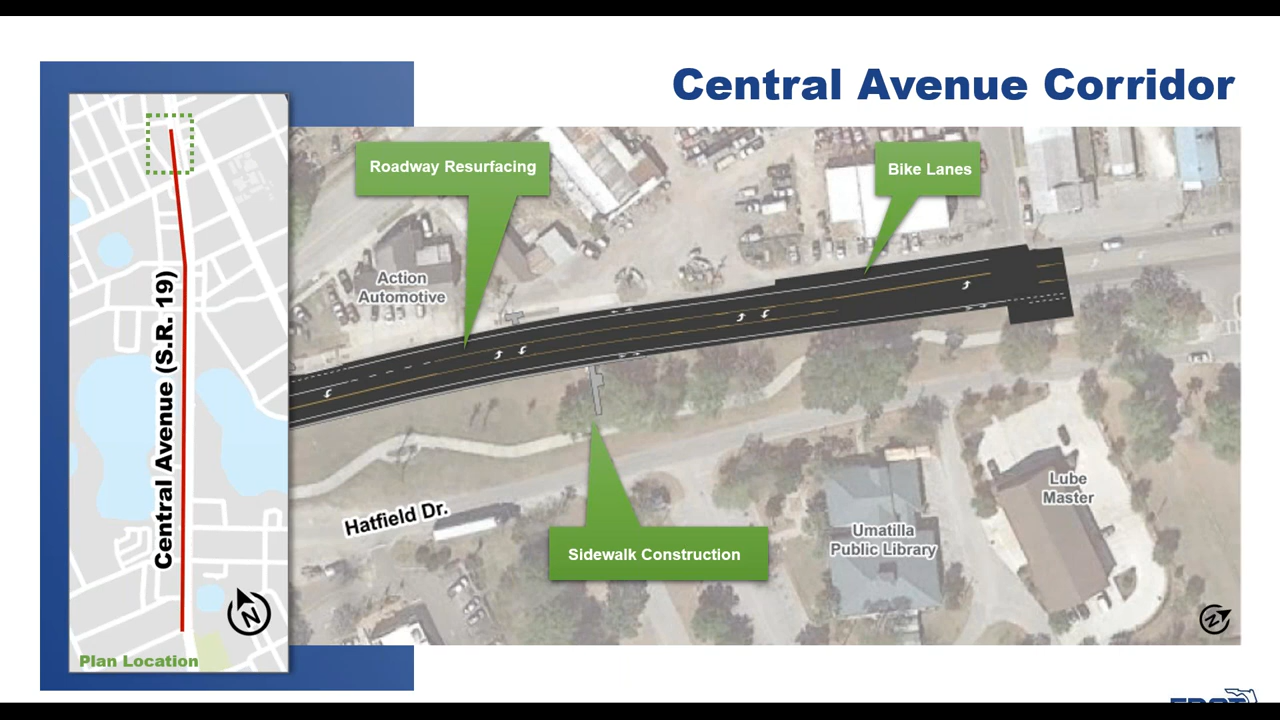 Central Avenue Corridor
Roadway Resurfacing
Bike Lanes
Action
Automotive
Central Avenue (S.R. 19)
Hatfield Dr.
Sidewalk Construction
Umatilla
Public Library
Lube
Master
N
N
Plan Location